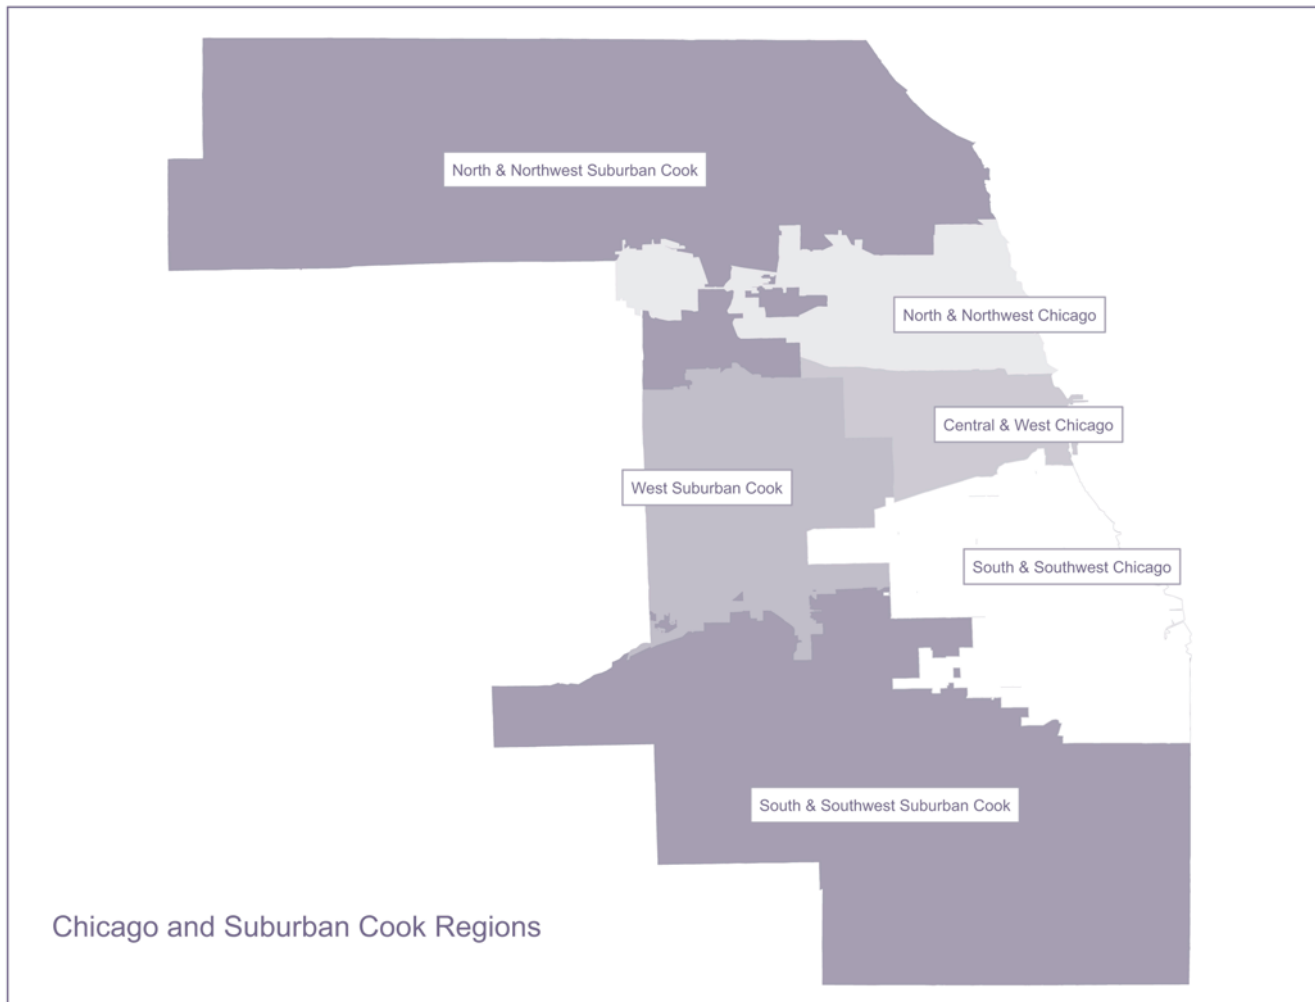 North & Northwest Suburban Cook
North & Northwest Chicago
Central & West Chicago
West Suburban Cook
South & Southwest Chicago
South & Southwest Suburban Cook
Chicago and Suburban Cook Regions